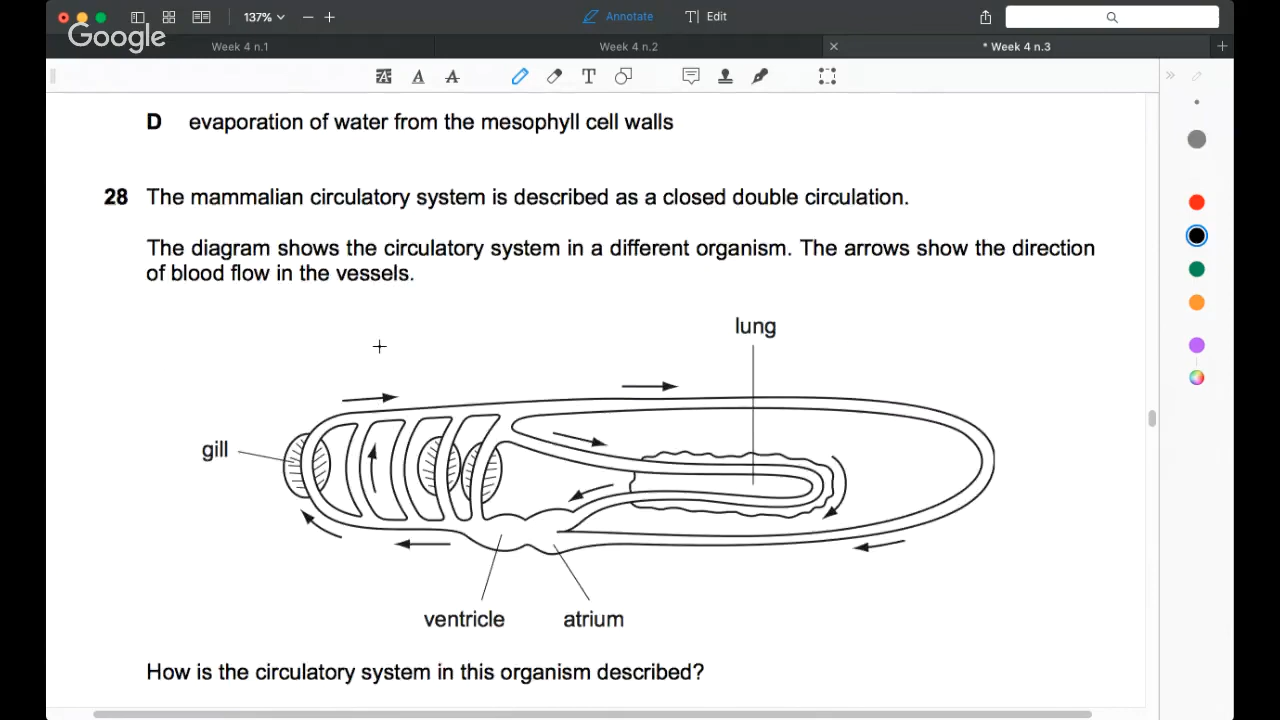 137%
Annotate
Edit
Google
Week 4 n.1
Week 4 n.2
* Week 4 n.3
D evaporation of water from the mesophyll cell walls
28 The mammalian circulatory system is described as a closed double circulation.
The diagram shows the circulatory system in a different organism. The arrows show the direction
of blood flow in the vessels.
lung
gill
ventricle
atrium
How is the circulatory system in this organism described?